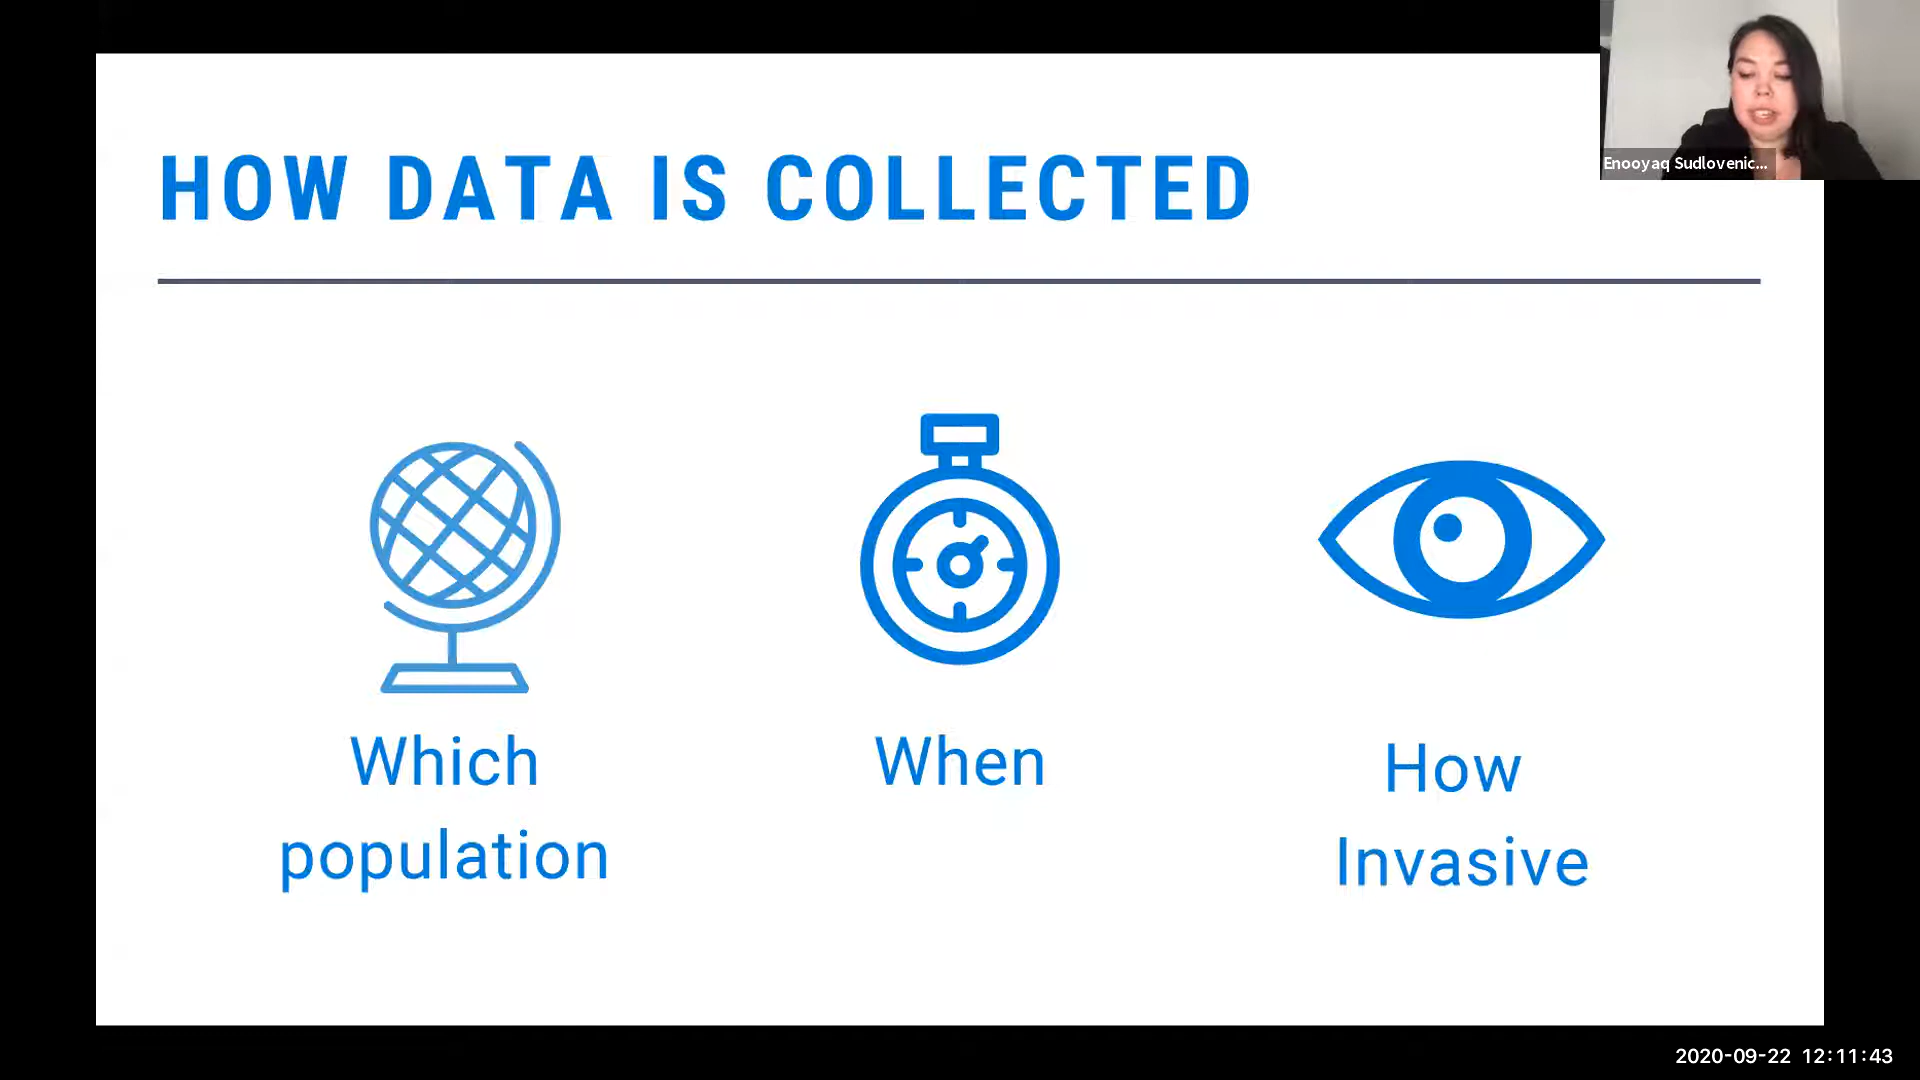 Enooyaq Sudlovenic...
HOW DATA IS COLLECTED
Which
population
When
How
Invasive
2020-09-22 12:11:43